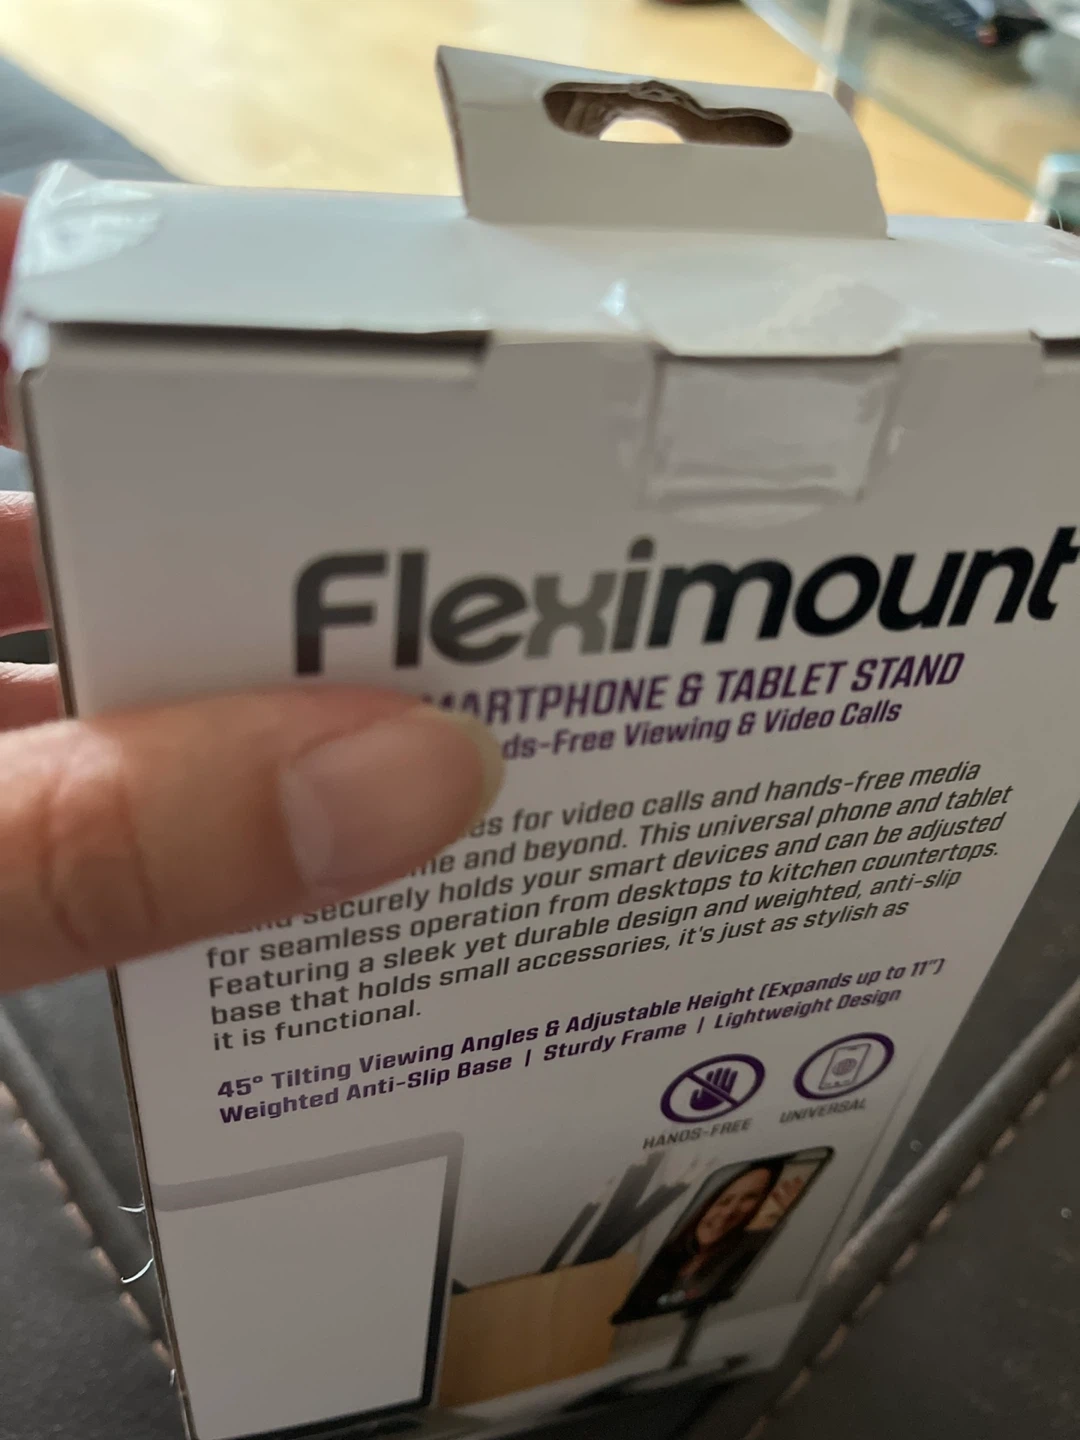 Fleximount
SMARTPHONE & TABLET STAND
ds-Free Viewing & Video Calls
es for video calls and hands-free media
me and beyond. This universal phone and tablet
securely holds your smart devices and can be adjusted
for seamless operation from desktops to kitchen countertops.
Featuring a sleek yet durable design and weighted, anti-slip
base that holds small accessories, it's just as stylish as
it is functional.
45° Tilting Viewing Angles & Adjustable Height (Expands up to 11")
Weighted Anti-Slip Base | Sturdy Frame | Lightweight Design
HANDS-FREE
UNIVERSAL